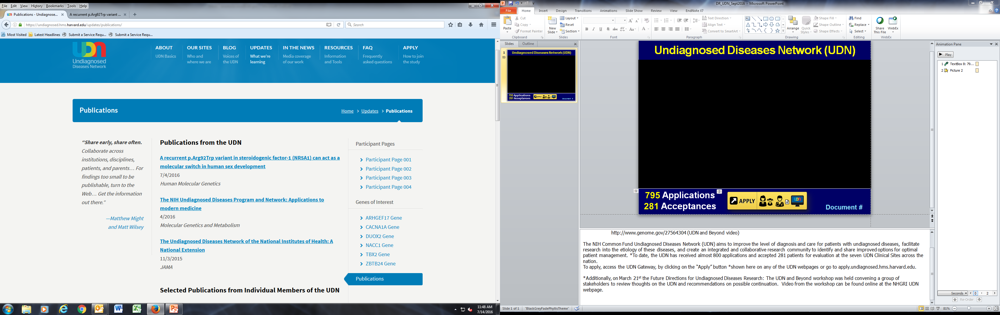 File Edit View History Bookmarks Tools Help
Publications - Undiagnose...
A recurrent p.Arg92Trp variant ...
https://undiagnosed.hms.harvard.edu/updates/publications/
Search
Most Visited Latest Headlines Submit a Service Requ... Submit a Service Requ...
UDN
Undiagnosed
Diseases Network
ABOUT
UDN Basics
OUR SITES
Who and
where we are
BLOG
Voices of
the UDN
UPDATES
What we're
learning
IN THE NEWS
Media coverage
of our work
RESOURCES
Information
and Tools
FAQ
Frequently
asked questions
APPLY
How to join
the study
Publications
Home > Updates > Publications
“Share early, share often.
Collaborate across
institutions, disciplines,
patients, and parents… For
findings too small to be
publishable, turn to the
Web… Get the information
out there.”
—Matthew Might
and Matt Wilsey
Publications from the UDN
A recurrent p.Arg92Trp variant in steroidogenic factor-1 (NR5A1) can act as a
molecular switch in human sex development
7/4/2016
Human Molecular Genetics
The NIH Undiagnosed Diseases Program and Network: Applications to
modern medicine
4/2016
Molecular Genetics and Metabolism
The Undiagnosed Diseases Network of the National Institutes of Health: A
National Extension
11/3/2015
JAMA
Selected Publications from Individual Members of the UDN
Participant Pages
Participant Page 001
Participant Page 002
Participant Page 003
Participant Page 004
Genes of Interest
ARHGEF17 Gene
CACNA1A Gene
DUOX2 Gene
NACC1 Gene
TBX2 Gene
ZBTB24 Gene
Publications
11:48 AM
7/14/2016
DR_UDN_Sept2016 - Microsoft PowerPoint
File Home Insert Design Transitions Animations Slide Show Review View EndNote X7
Paste
Cut
Copy
Format Painter
Clipboard
New
Slide
Layout
Reset
Section
Slides
B I U S abc AV Aa A
Font
Text Direction
Align Text
Convert to SmartArt
Paragraph
Arrange
Quick
Styles
Shape Fill
Shape Outline
Shape Effects
Drawing
Find
Replace
Select
Editing
Share
This File
WebEx
WebEx
Slides Outline
1
Undiagnosed Diseases Network (UDN)
795 Applications
281 Acceptances
APPLY
Document #
Undiagnosed Diseases Network (UDN)
1
2
795 Applications
281 Acceptances
APPLY
UDN
Document #
http://www.genome.gov/27564304 (UDN and Beyond video)
The NIH Common Fund Undiagnosed Diseases Network (UDN) aims to improve the level of diagnosis and care for patients with undiagnosed diseases, facilitate
research into the etiology of these diseases, and create an integrated and collaborative research community to identify and share improved options for optimal
patient management. *To date, the UDN has received almost 800 applications and accepted 281 patients for evaluation at the seven UDN Clinical Sites across the
nation.
To apply, access the UDN Gateway, by clicking on the “Apply” button *shown here on any of the UDN webpages or go to apply.undiagnosed.hms.harvard.edu.
*Additionally, on March 21st the Future Directions for Undiagnosed Diseases Research: The UDN and Beyond workshop was held convening a group of
stakeholders to review thoughts on the UDN and recommendations on possible continuation. Video from the workshop can be found online at the NHGRI UDN
webpage.
Animation Pane
Play
1 TextBox 8: 79...
2 Picture 2
Seconds 0 2
Re-Order
Slide 1 of 1 "BlackGreyFadePhyllisTheme"
81%